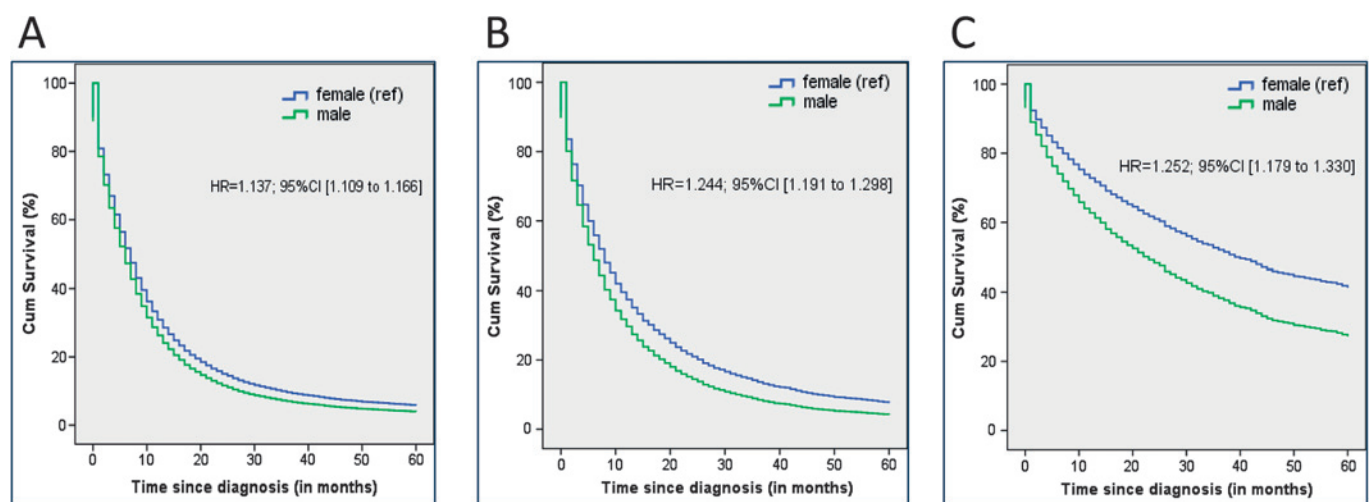 A
100
80
60
40
20
0
Cum Survival (%)
female (ref)
male
HR=1.137; 95%CI [1.109 to 1.166]
0 10 20 30 40 50 60
Time since diagnosis (in months)
B
100
80
60
40
20
0
Cum Survival (%)
female (ref)
male
HR=1.244; 95%CI [1.191 to 1.298]
0 10 20 30 40 50 60
Time since diagnosis (in months)
C
100
80
60
40
20
0
Cum Survival (%)
female (ref)
male
HR=1.252; 95%CI [1.179 to 1.330]
0 10 20 30 40 50 60
Time since diagnosis (in months)